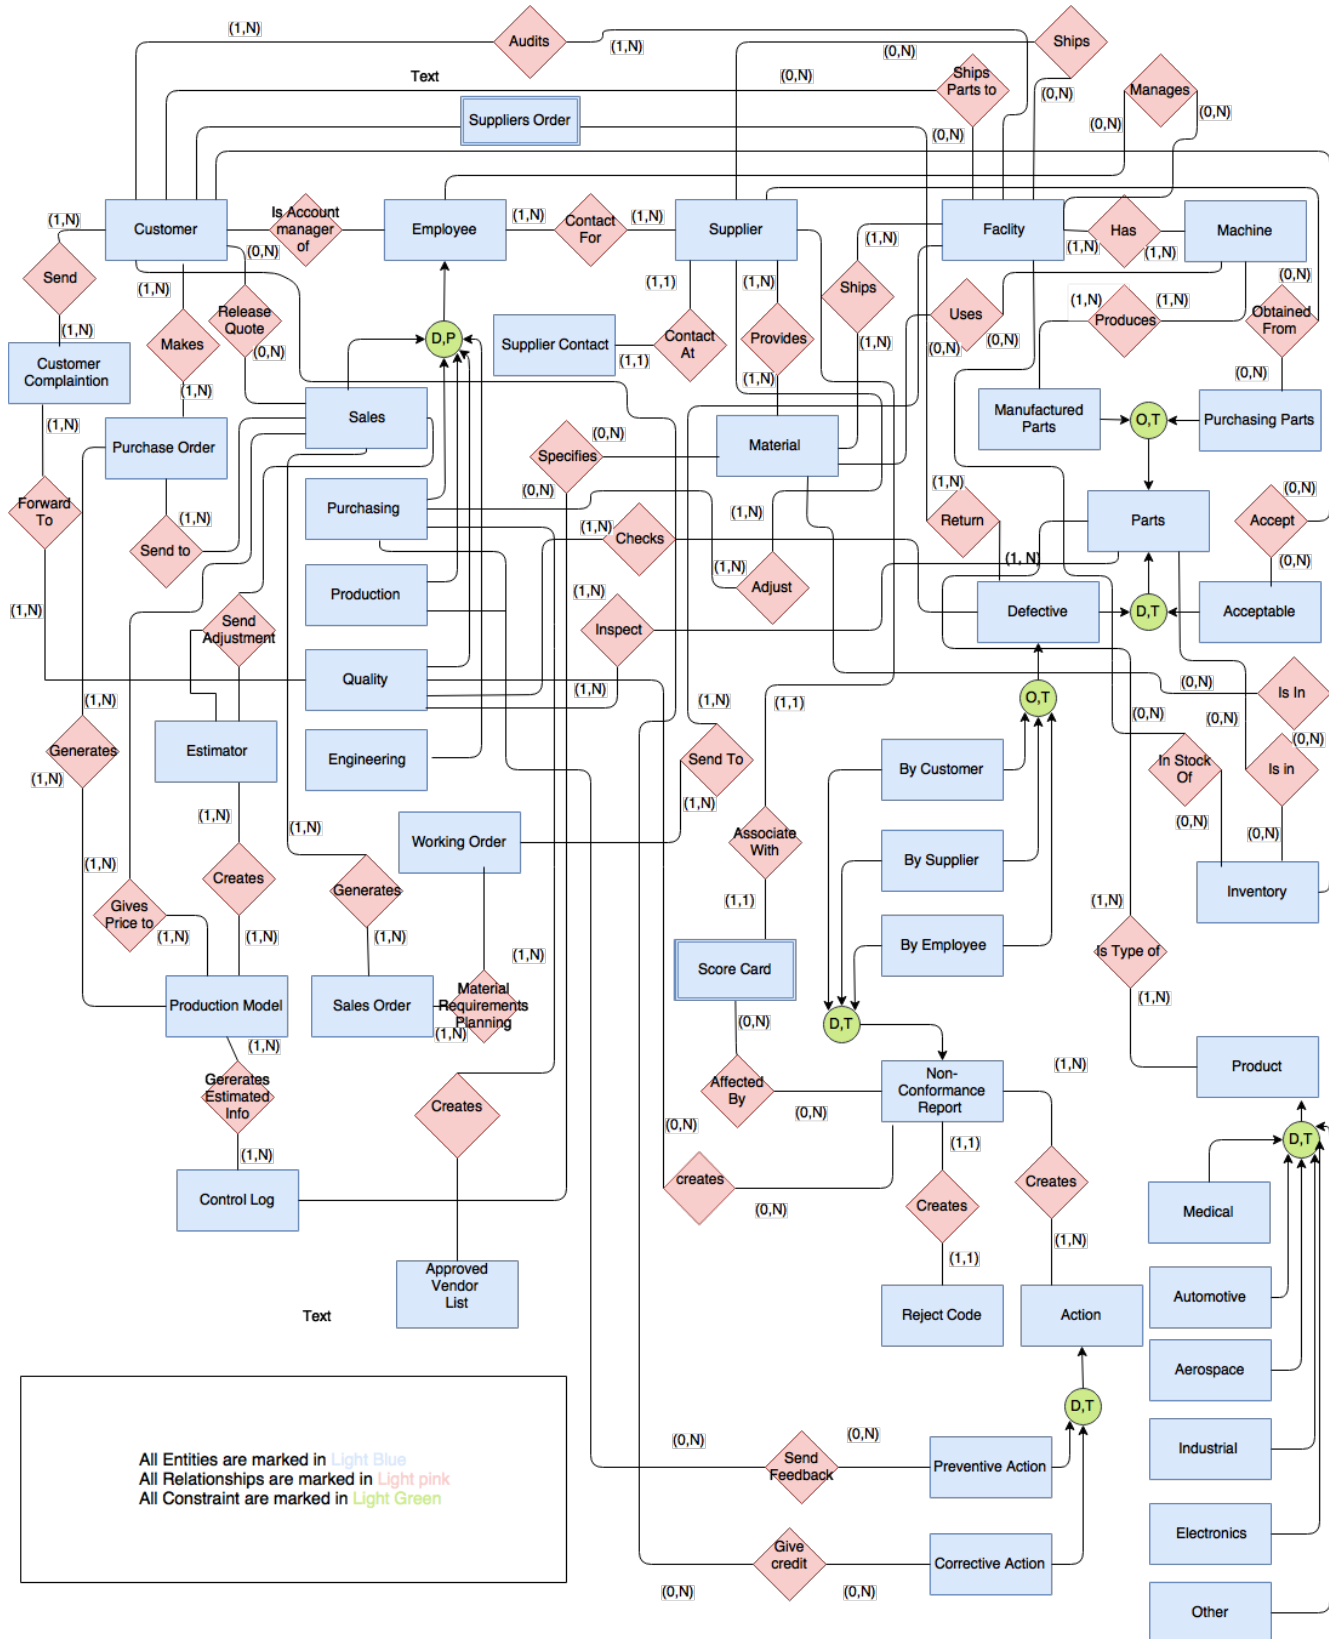 (1,N)
Audits
(1,N)
(0,N)
Ships
Text
(0,N)
Ships
Parts to
(0,N)
Manages
(0,N)
(0,N)
Suppliers Order
(0,N)
(0,N)
(1,N)
Customer
Is Account
manager
of
Employee
(1,N)
Contact
For
(1,N)
Supplier
(1,N)
Faclity
(1,N)
Has
(1,N)
Machine
(0,N)
Send
(1,N)
Release
Quote
(0,N)
(1,1)
(1,N)
Ships
Uses
(0,N)
(0,N)
(1,N)
Produces
(1,N)
(0,N)
Obtained
From
(1,N)
Customer
Complaintion
Makes
D,P
Supplier Contact
(1,1)
Contact
At
Provides
(1,N)
(1,N)
(0,N)
(1,N)
Sales
Manufactured
Parts
O,T
Purchasing Parts
(1,N)
Purchase Order
(0,N)
Specifies
(0,N)
Material
Forward
To
(1,N)
Send to
Purchasing
(1,N)
Checks
(1,N)
(1,N)
Adjust
(1,N)
Return
(1, N)
Parts
(0,N)
Accept
(0,N)
(1,N)
Production
Send
Adjustment
Inspect
Defective
D,T
Acceptable
Quality
(1,N)
(1,1)
(1,N)
O,T
(0,N)
Is In
(1,N)
Generates
(1,N)
Estimator
Engineering
Send To
(1,N)
By Customer
(0,N)
(0,N)
(0,N)
In Stock
Of
Is in
(1,N)
(1,N)
Working Order
Associate
With
(0,N)
(0,N)
(1,N)
Creates
Generates
By Supplier
(1,1)
Inventory
Gives
Price to
(1,N)
(1,N)
(1,N)
(1,N)
By Employee
(1,N)
Is Type of
(1,N)
Production Model
Sales Order
(1,N)
Material
Requirements
Planning
Score Card
(0,N)
D,T
(1,N)
Gererates
Estimated
Info
(1,N)
Creates
Affected
By
(0,N)
(0,N)
Non-
Conformance
Report
(1,N)
Product
(1,1)
D,T
Control Log
creates
(0,N)
Creates
(1,1)
Creates
(1,N)
Medical
Approved
Vendor
List
Text
Reject Code
Action
Automotive
Aerospace
D,T
All Entities are marked in Light Blue
All Relationships are marked in Light pink
All Constraint are marked in Light Green
(0,N)
Send
Feedback
(0,N)
Preventive Action
Industrial
(0,N)
Give
credit
(0,N)
Corrective Action
Electronics
Other